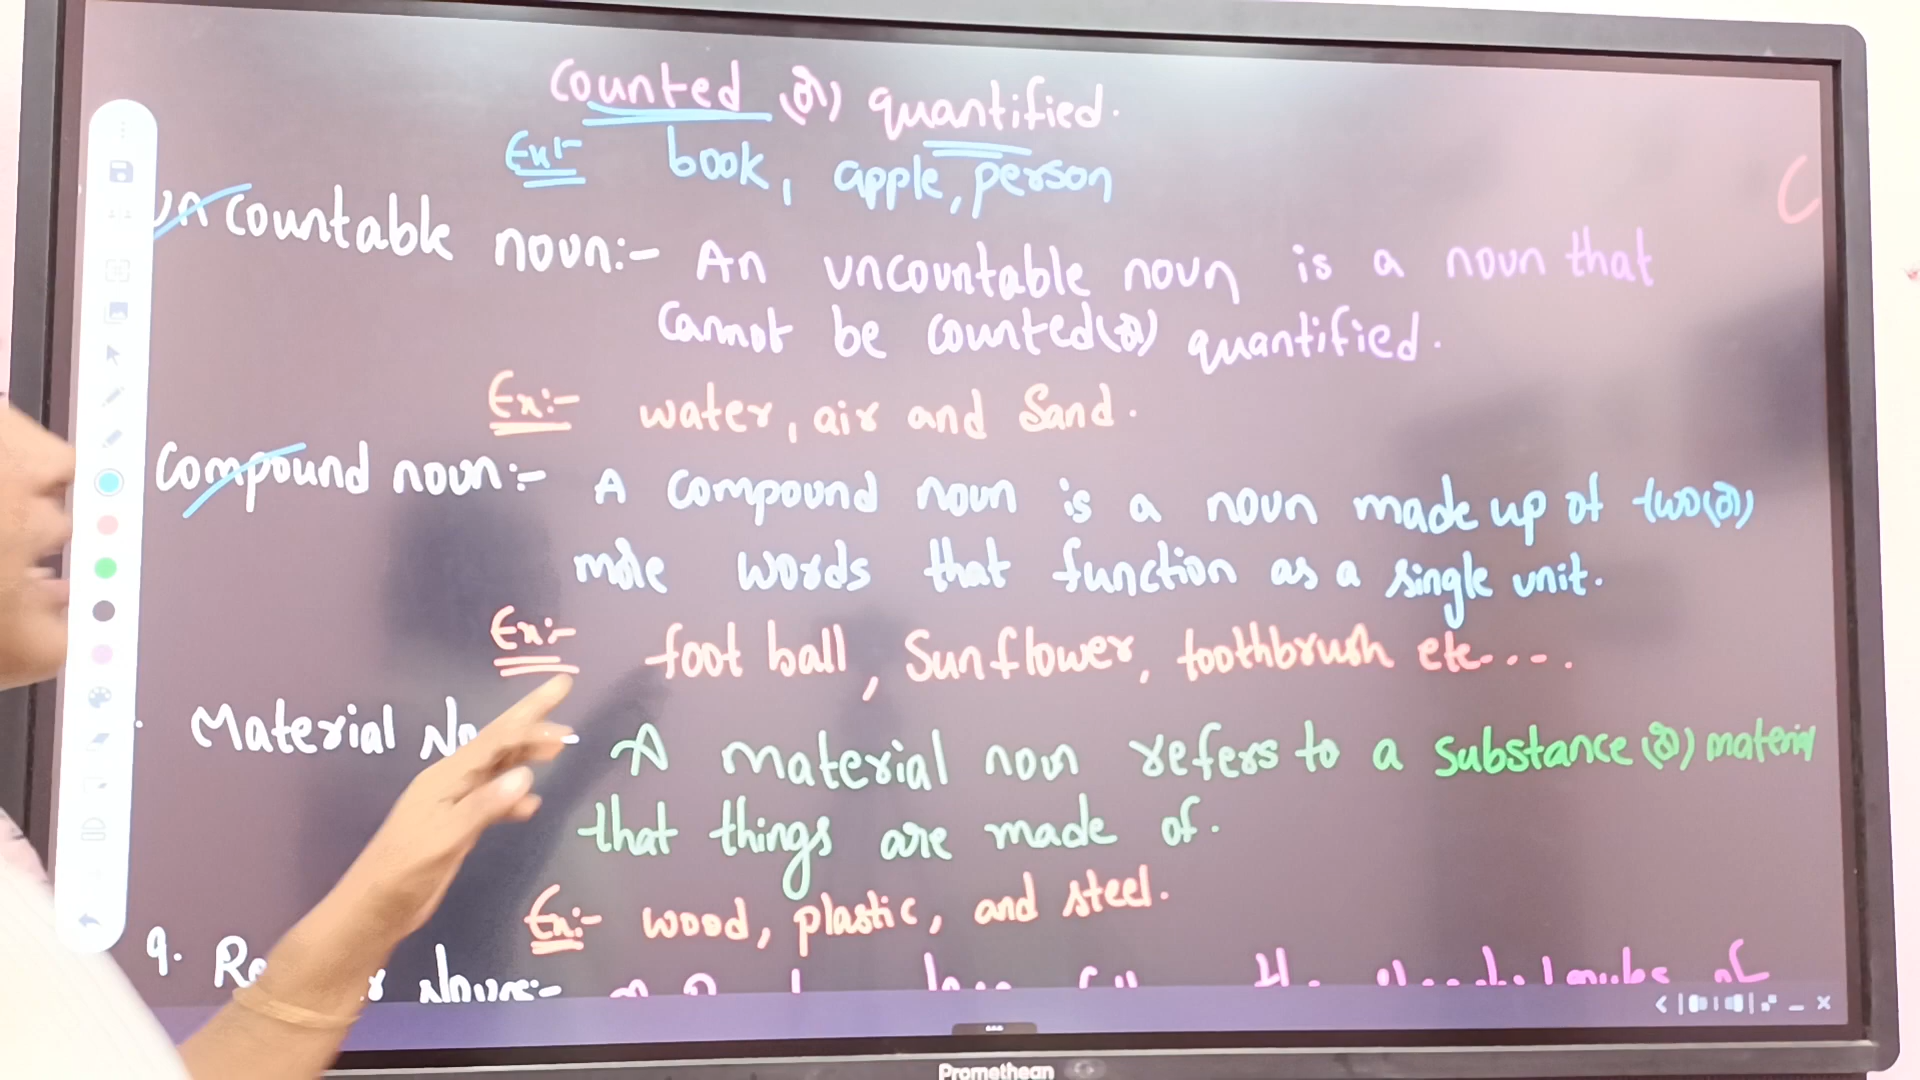 counted (or) quantified.
Ex:- book, apple, person
Uncountable noun:- An uncountable noun is a noun that
cannot be counted (or) quantified.
Ex:- water, air and Sand.
Compound noun:- A compound noun is a noun made up of two (or)
more words that function as a single unit.
Ex:- foot ball, Sunflower, toothbrush etc....
Material A material noun refers to a substance (or) material
that things are made of.
Ex:- wood, plastic, and steel.
9.
Promethean